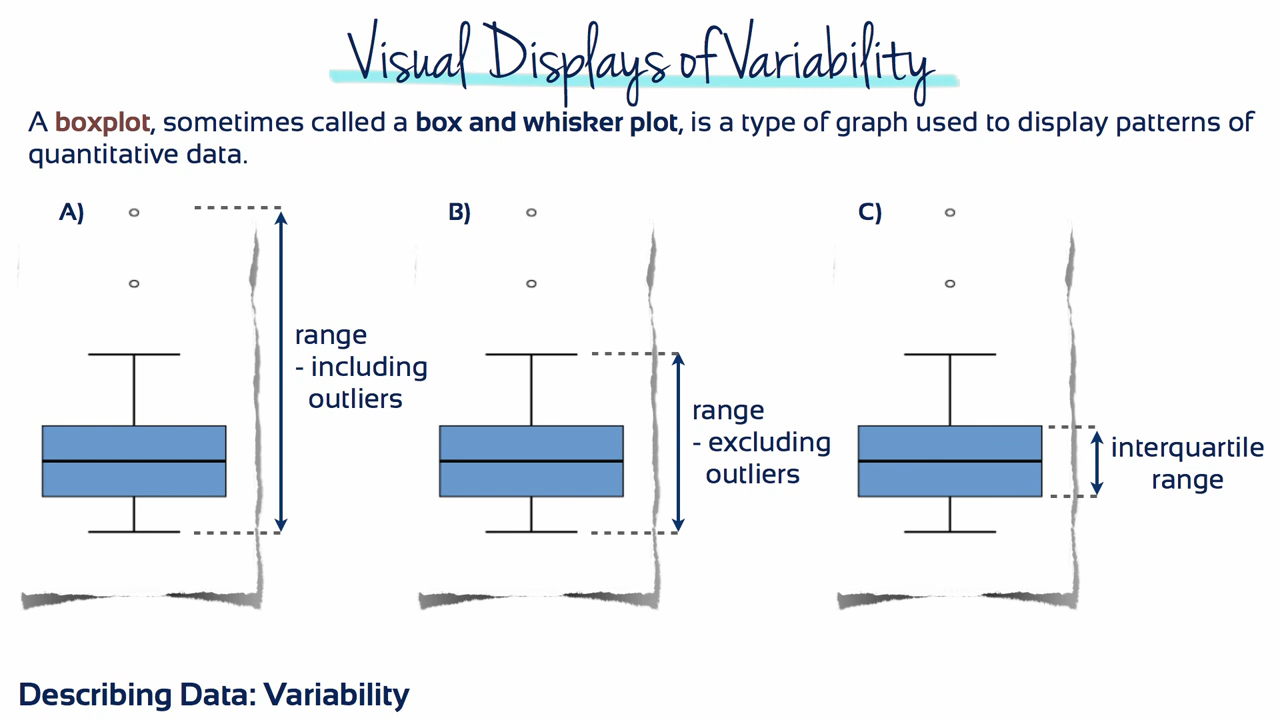 Visual Displays of Variability
A boxplot, sometimes called a box and whisker plot, is a type of graph used to display patterns of
quantitative data.
A)
range
- including
outliers
B)
range
- excluding
outliers
C)
interquartile
range
Describing Data: Variability